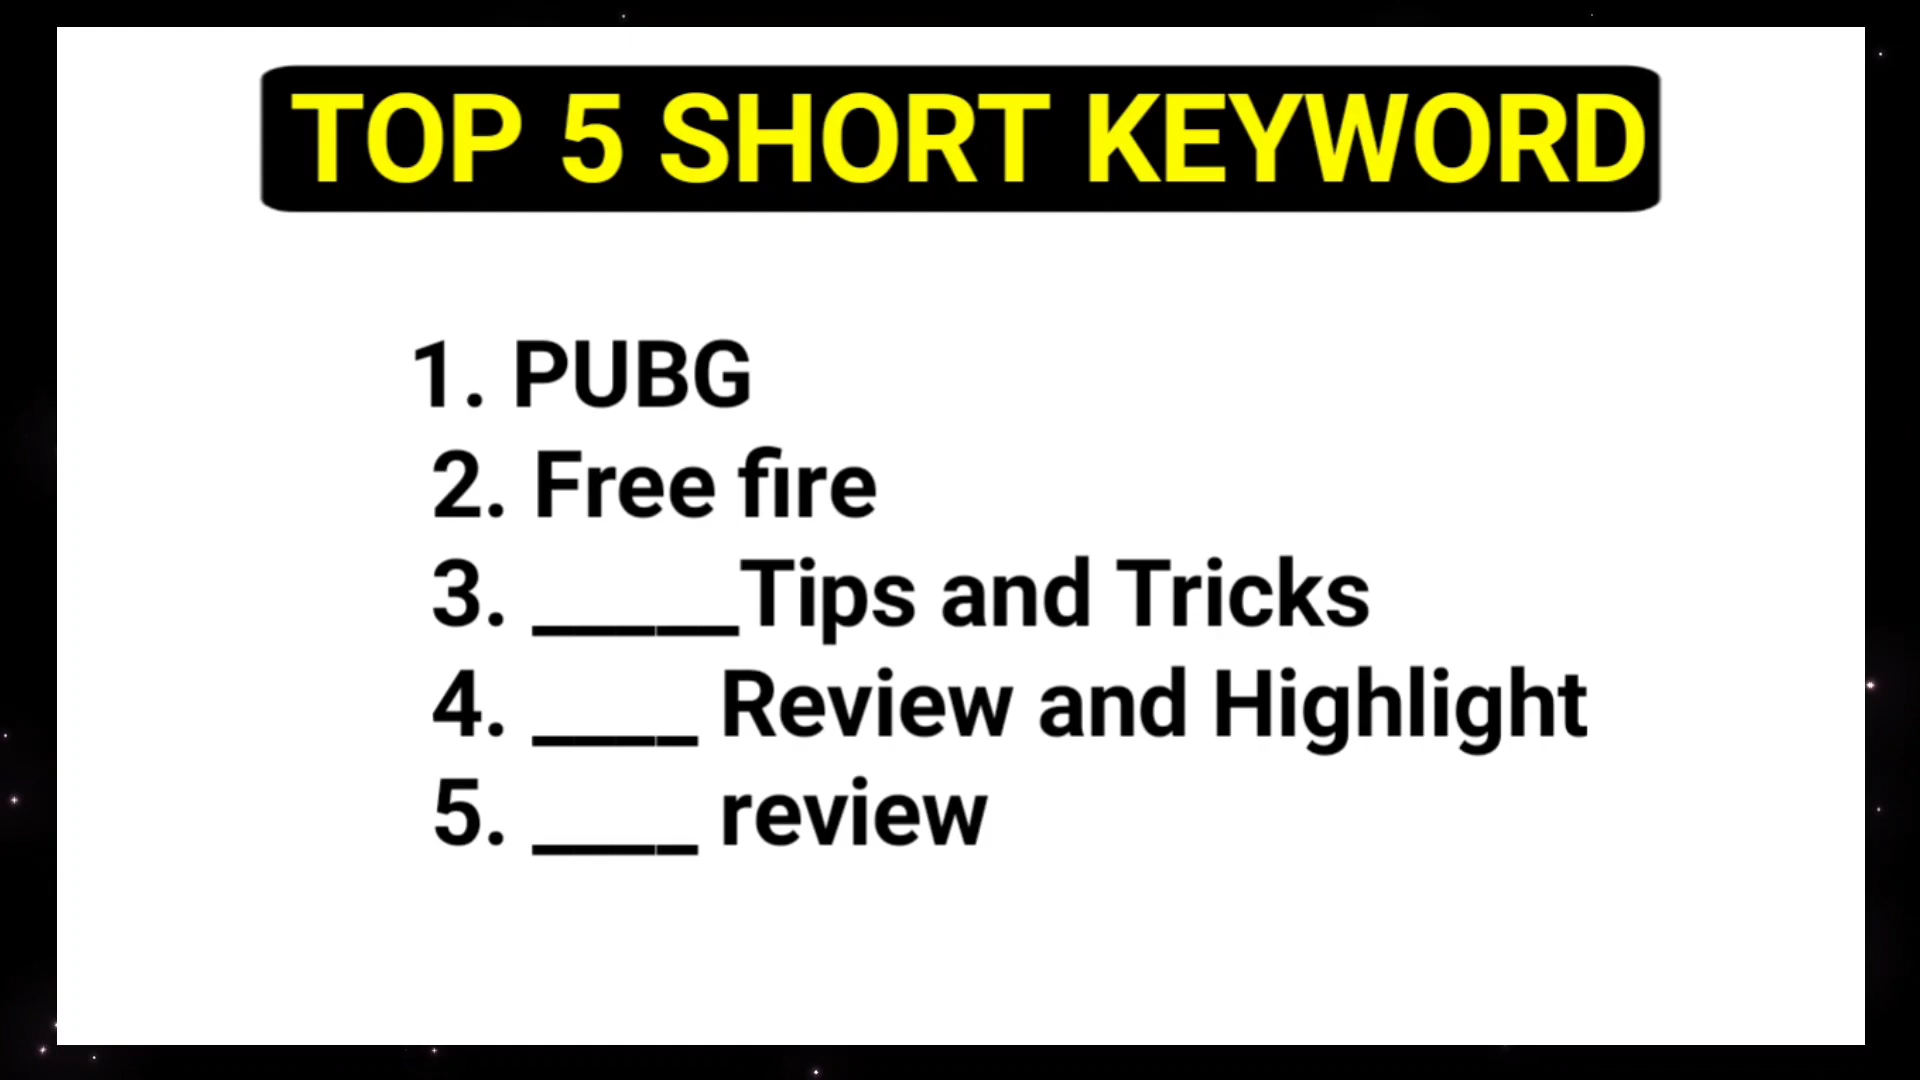 TOP 5 SHORT KEYWORD
1. PUBG
2. Free fire
3. _____Tips and Tricks
4. ____ Review and Highlight
5. ____ review